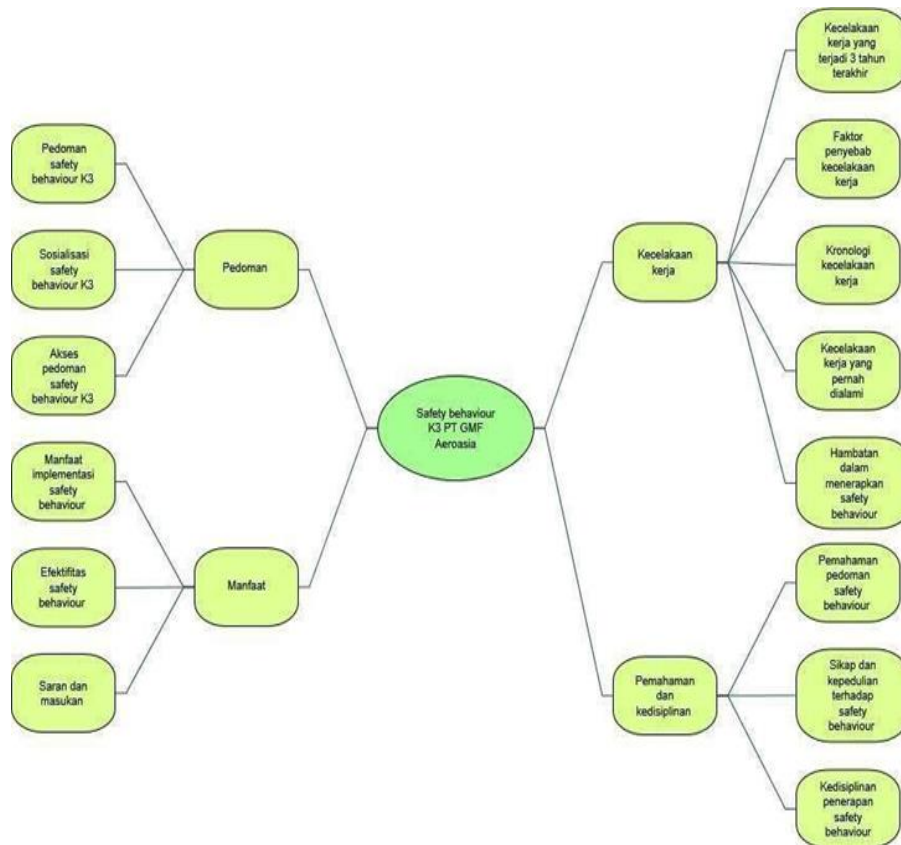 Kecelakaan
kerja yang
terjadi 3 tahun
terakhir
Pedoman
safety
behaviour K3
Faktor
penyebab
kecelakaan
kerja
Sosialisasi
safety
behaviour K3
Pedoman
Kecelakaan
kerja
Kronologi
kecelakaan
kerja
Akses
pedoman
safety
behaviour K3
Kecelakaan
kerja yang
pernah
dialami
Safety behaviour
K3 PT GMF
Aeroasia
Manfaat
implementasi
safety
behaviour
Hambatan
dalam
menerapkan
safety
behaviour
Efektifitas
safety
behaviour
Manfaat
Pemahaman
pedoman
safety
behaviour
Saran dan
masukan
Pemahaman
dan
kedisiplinan
Sikap dan
kepedulian
terhadap
safety
behaviour
Kedisiplinan
penerapan
safety
behaviour